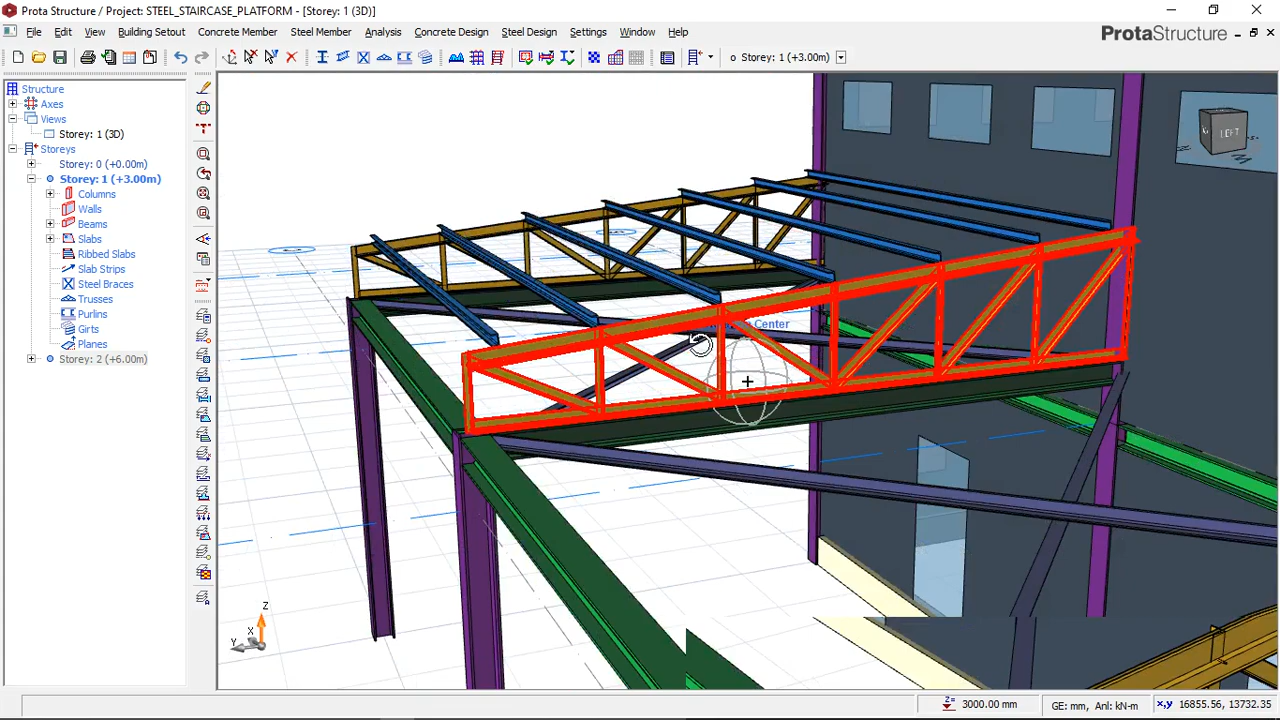 Prota Structure: Project: STEEL_STAIRCASE_PLATFORM - [Storey: 1 (3D)]
File Edit View Building Setout Concrete Member Steel Member Analysis Concrete Design Steel Design Settings Window Help
ProtaStructure
Storey: 1 (+3.00m)
Structure
Axes
Views
Storey: 1 (3D)
Storeys
Storey: 0 (+0.00m)
Storey: 1 (+3.00m)
Columns
Walls
Beams
Slabs
Ribbed Slabs
Slab Strips
Steel Braces
Trusses
Purlins
Girts
Planes
Storey: 2 (+6.00m)
LEFT
Center
Z
X
Y
Z=
3000.00 mm
GE: mm, Anl: kN-m
x,y 16855.56, 13732.35